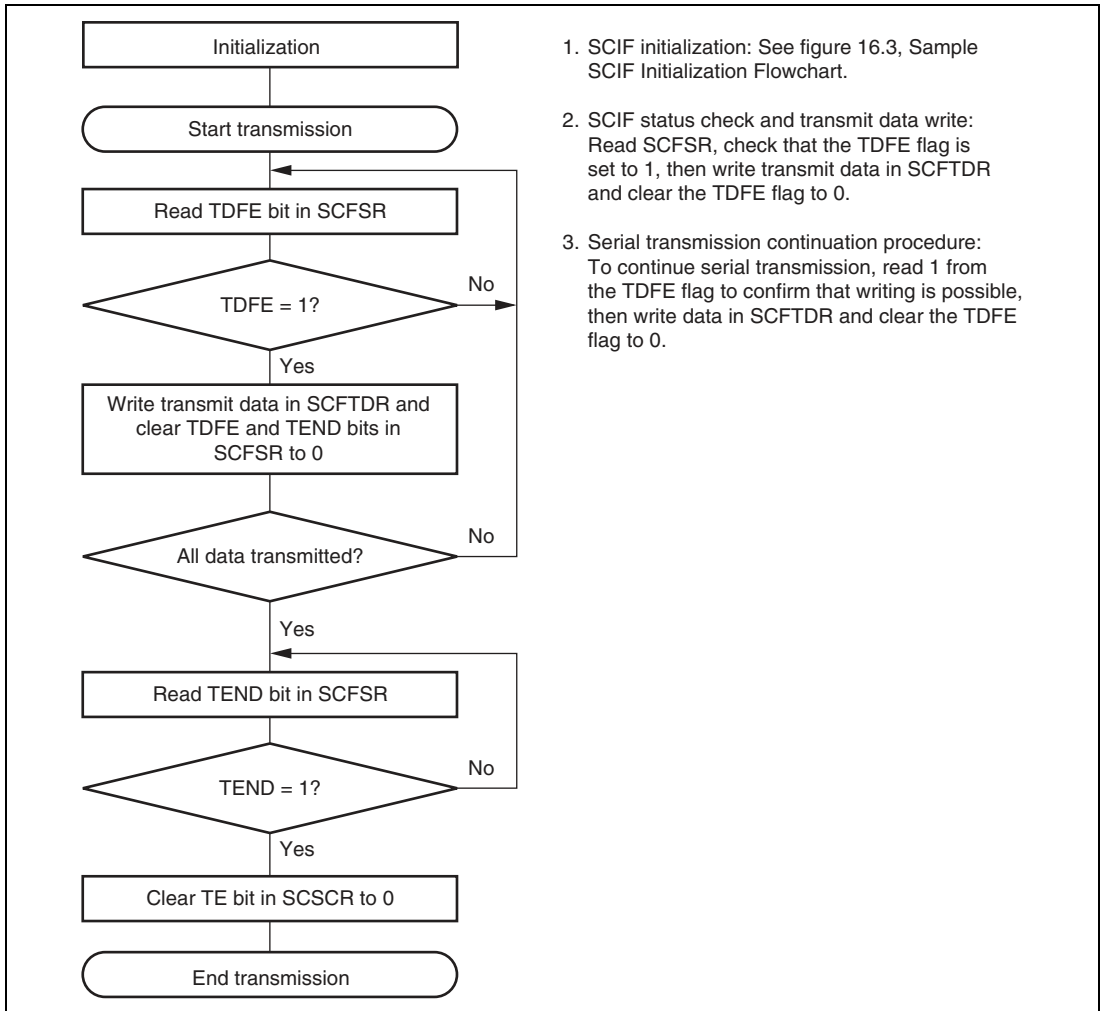 Initialization
Start transmission
Read TDFE bit in SCFSR
TDFE = 1?
No
Yes
Write transmit data in SCFTDR and
clear TDFE and TEND bits in
SCFSR to 0
All data transmitted?
No
Yes
Read TEND bit in SCFSR
TEND = 1?
No
Yes
Clear TE bit in SCSCR to 0
End transmission
1. SCIF initialization: See figure 16.3, Sample
SCIF Initialization Flowchart.
2. SCIF status check and transmit data write:
Read SCFSR, check that the TDFE flag is
set to 1, then write transmit data in SCFTDR
and clear the TDFE flag to 0.
3. Serial transmission continuation procedure:
To continue serial transmission, read 1 from
the TDFE flag to confirm that writing is possible,
then write data in SCFTDR and clear the TDFE
flag to 0.